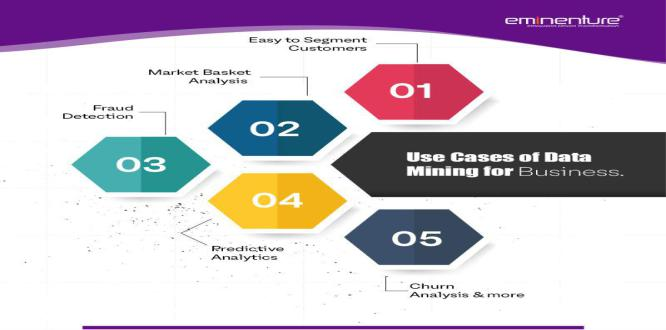 eminenture®
Easy to Segment
Customers
01
Market Basket
Analysis
02
Fraud
Detection
03
Use Cases of Data
Mining for Business.
04
Predictive
Analytics
05
Churn
Analysis & more